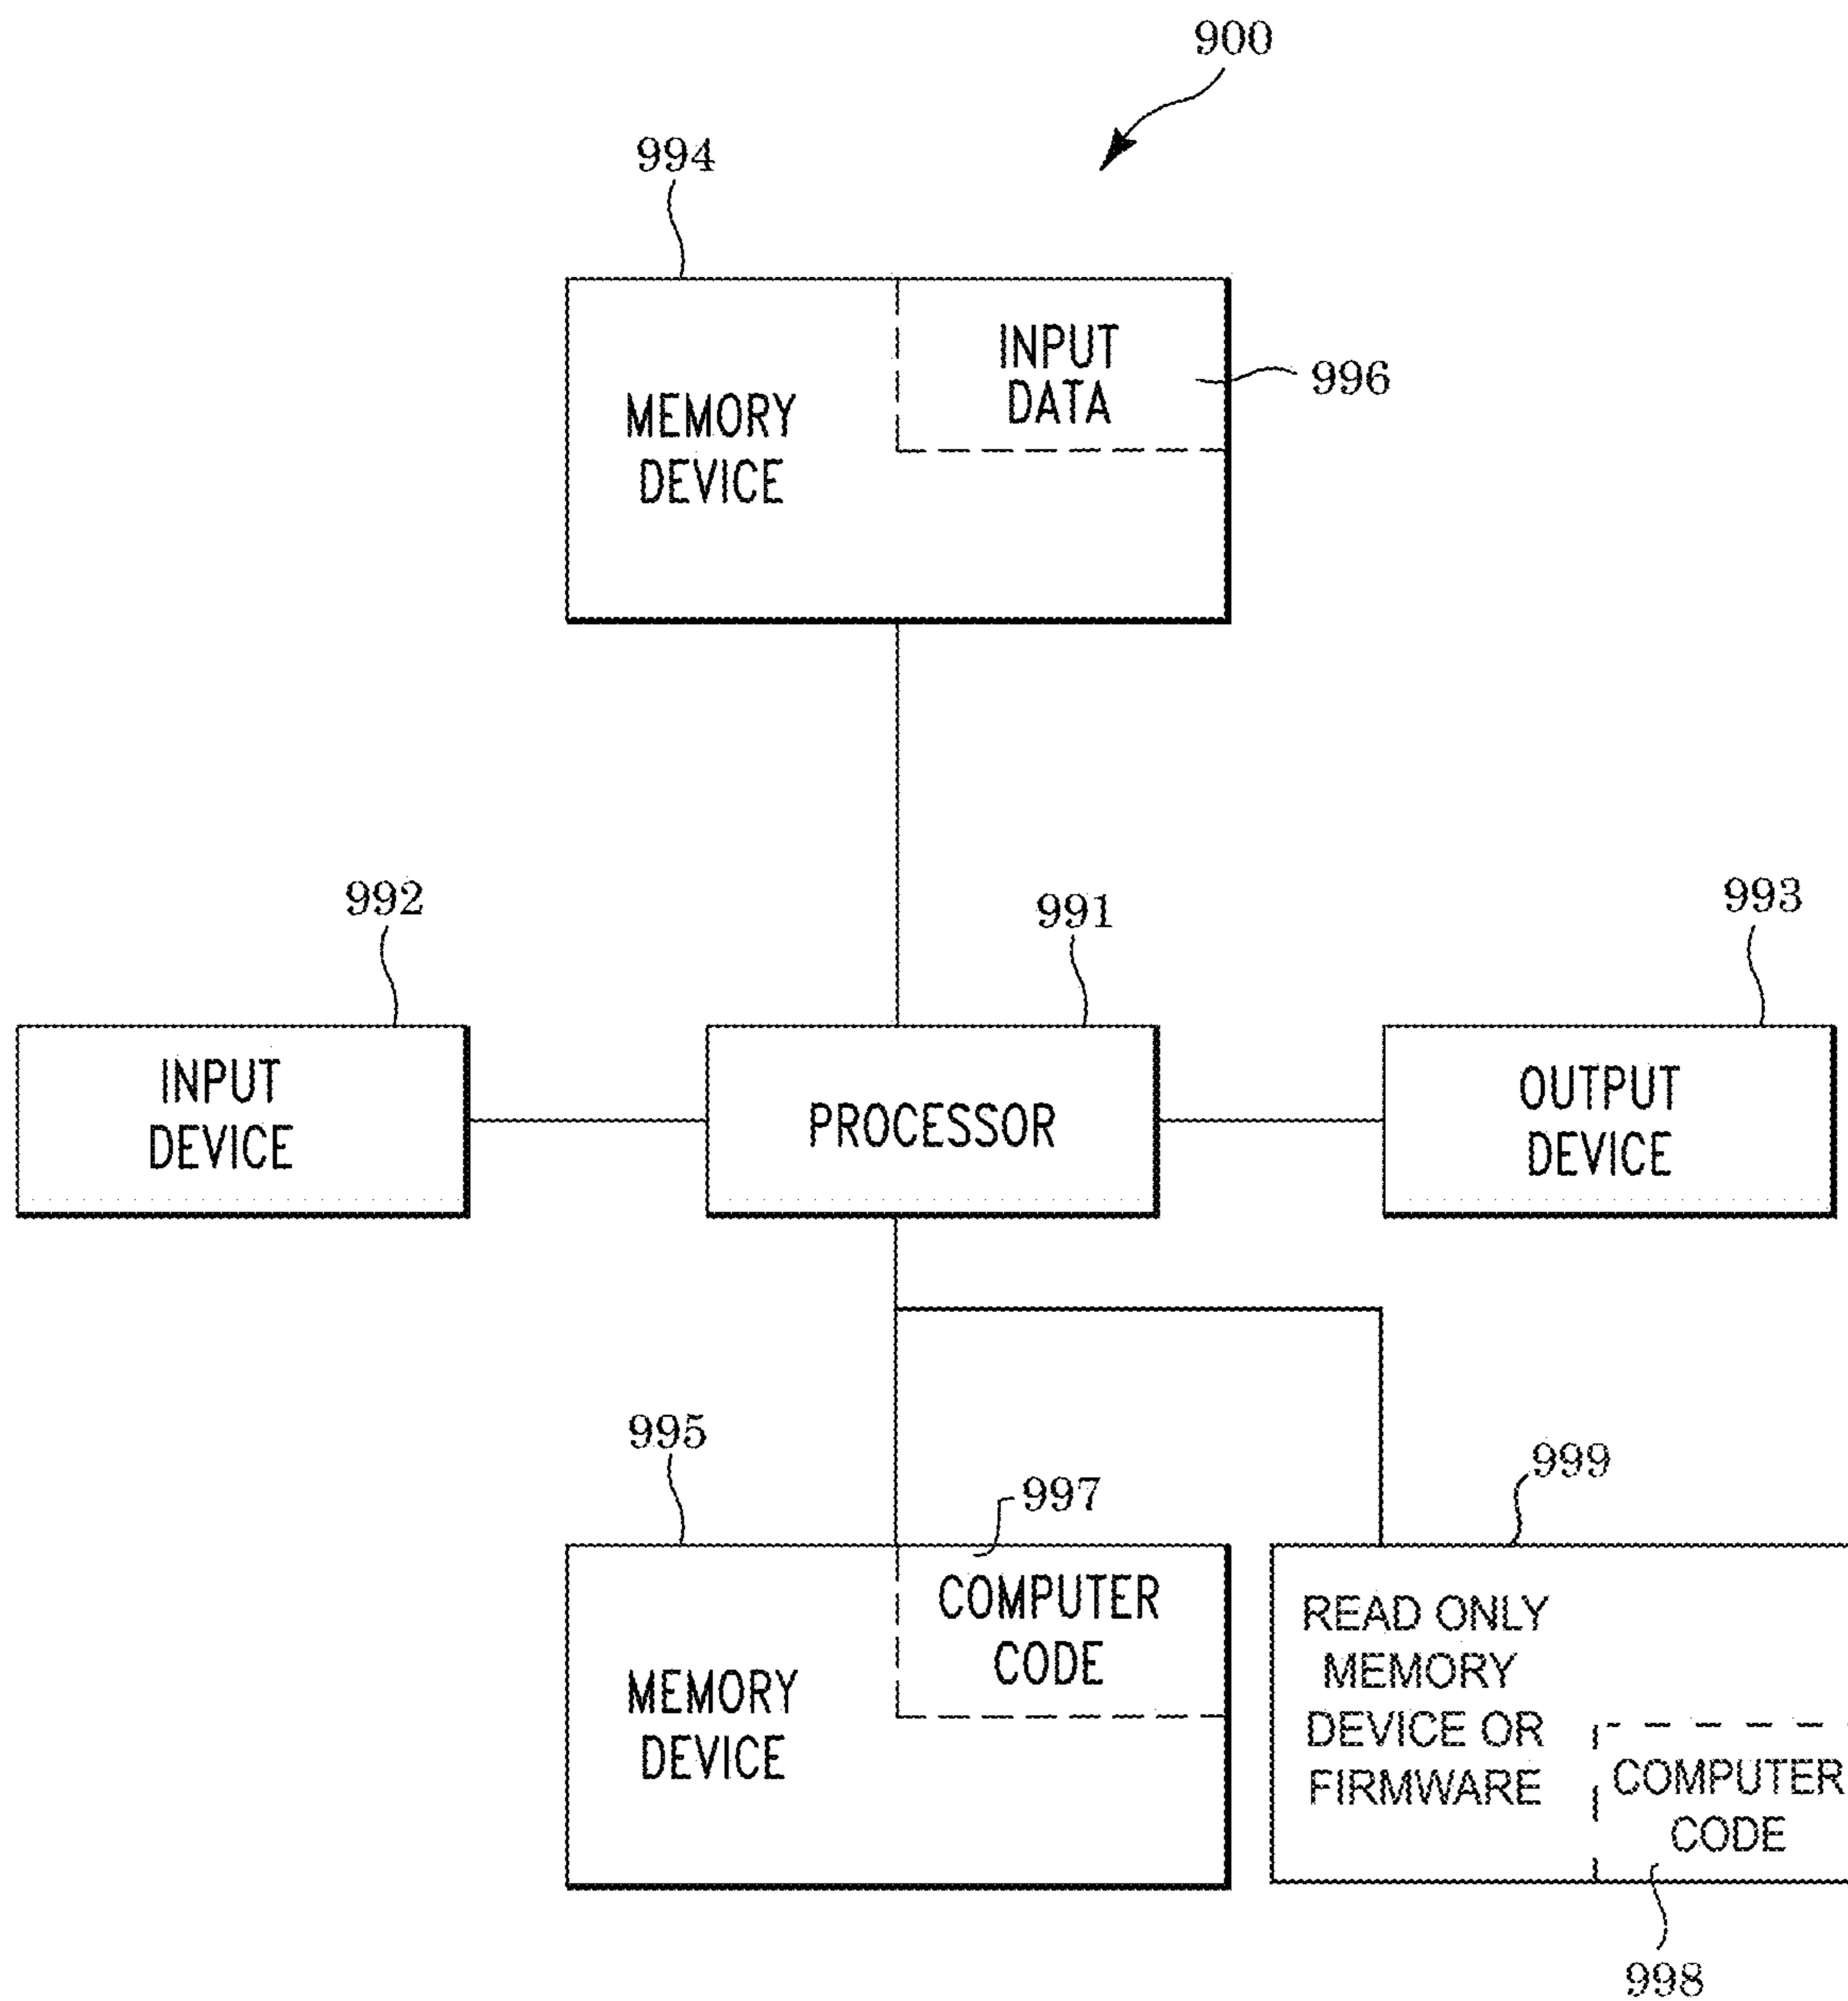 900
994
INPUT
DATA
996
MEMORY
DEVICE
992
991
993
INPUT
DEVICE
PROCESSOR
OUTPUT
DEVICE
995
997
999
COMPUTER
CODE
MEMORY
DEVICE
READ ONLY
MEMORY
DEVICE OR
FIRMWARE
COMPUTER
CODE
998